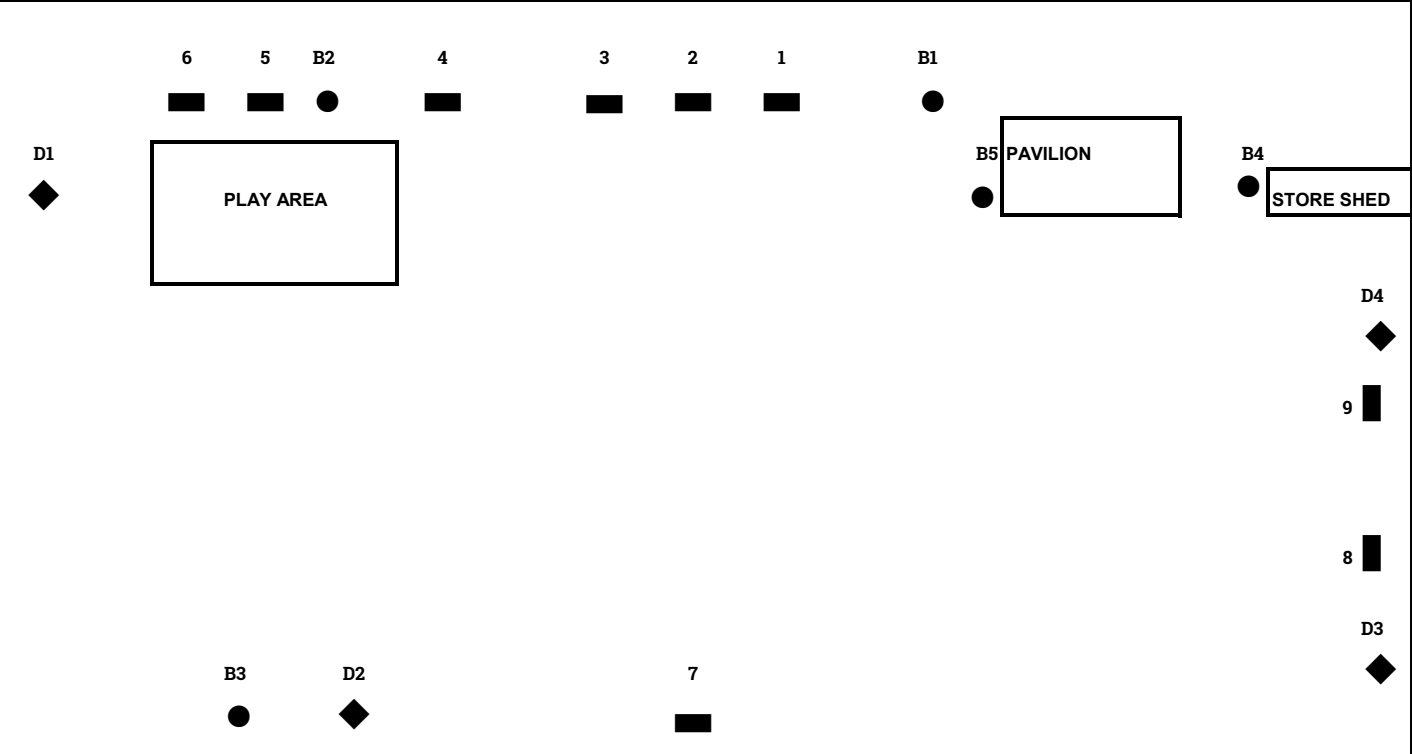 6 5 B2 4 3 2 1 B1
D1 B5 PAVILION B4
PLAY AREA STORE SHED
D4
9
8
D3
B3 D2 7